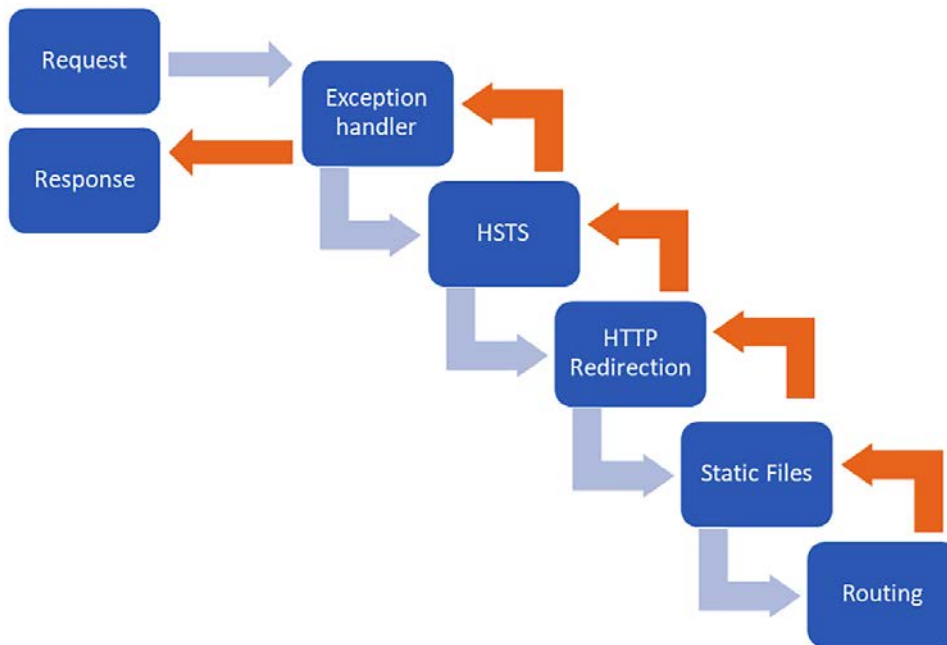 Request
Exception
handler
Response
HSTS
HTTP
Redirection
Static Files
Routing